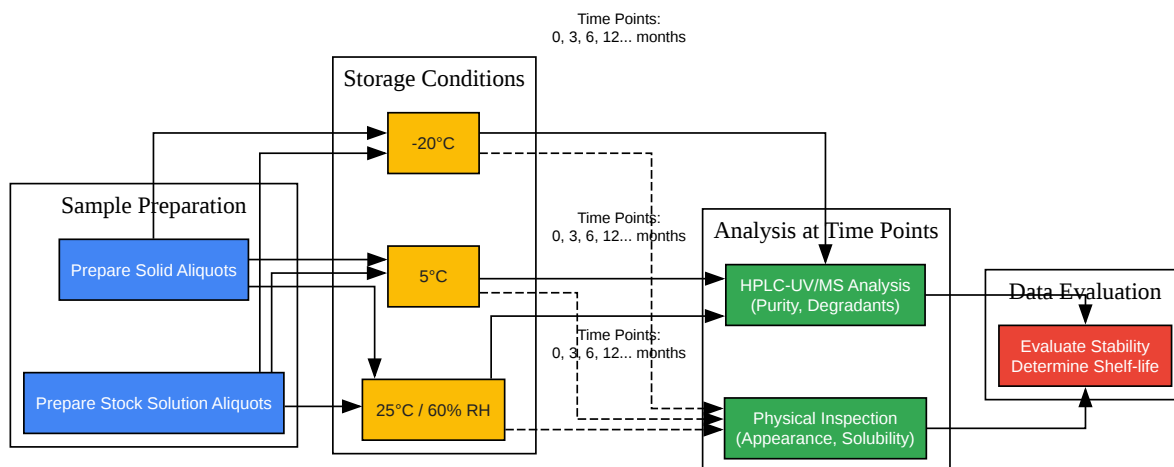 Time Points:
0, 3, 6, 12... months
Storage Conditions
-20°C
Sample Preparation
Prepare Solid Aliquots
5°C
Time Points:
0, 3, 6, 12... months
Analysis at Time Points
HPLC-UV/MS Analysis
(Purity, Degradants)
Data Evaluation
Evaluate Stability
Determine Shelf-life
Time Points:
0, 3, 6, 12... months
Prepare Stock Solution Aliquots
25°C / 60% RH
Physical Inspection
(Appearance, Solubility)